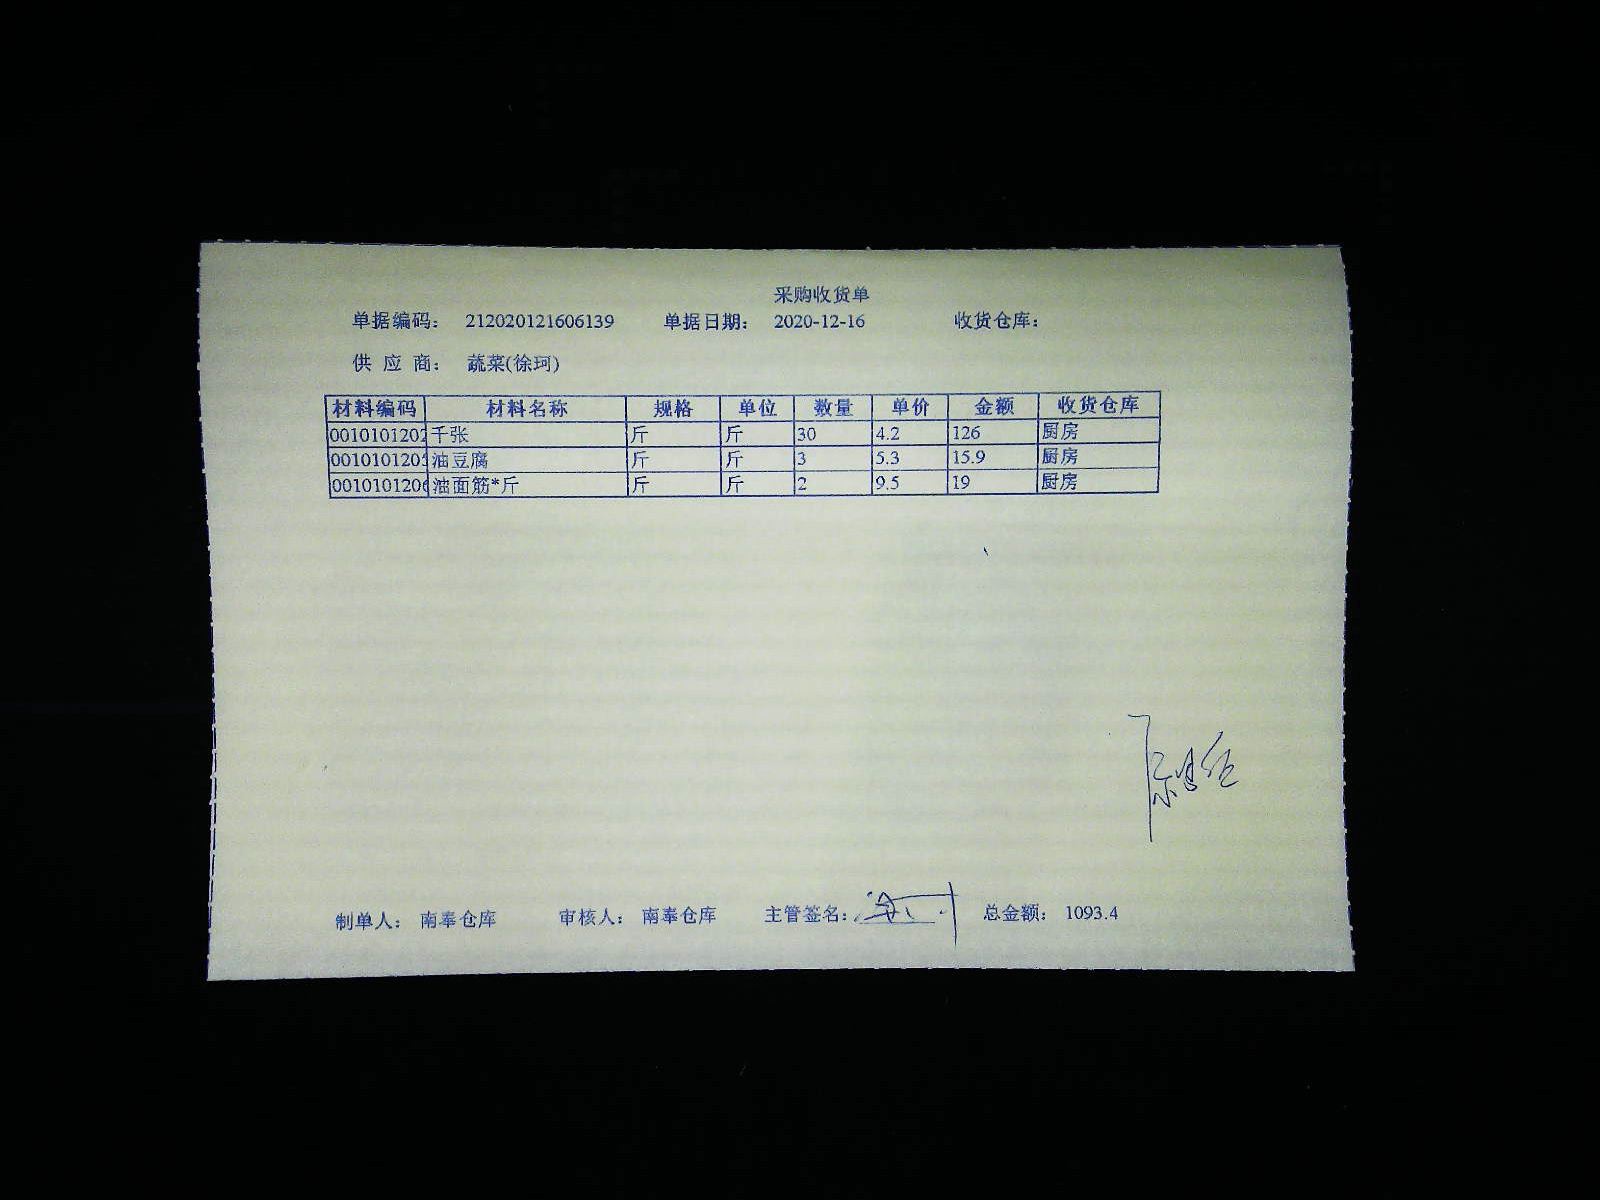 采购收货单
单据编码： 212020121606139 单据日期： 2020-12-16 收货仓库：
供 应 商： 蔬菜(徐珂)
材料编码 材料名称 规格 单位 数量 单价 金额 收货仓库
0010101202 千张 斤 斤 30 4.2 126 厨房
0010101205 油豆腐 斤 斤 3 5.3 15.9 厨房
0010101206 油面筋*斤 斤 斤 2 9.5 19 厨房
制单人： 南奉仓库 审核人： 南奉仓库 主管签名： 总金额： 1093.4